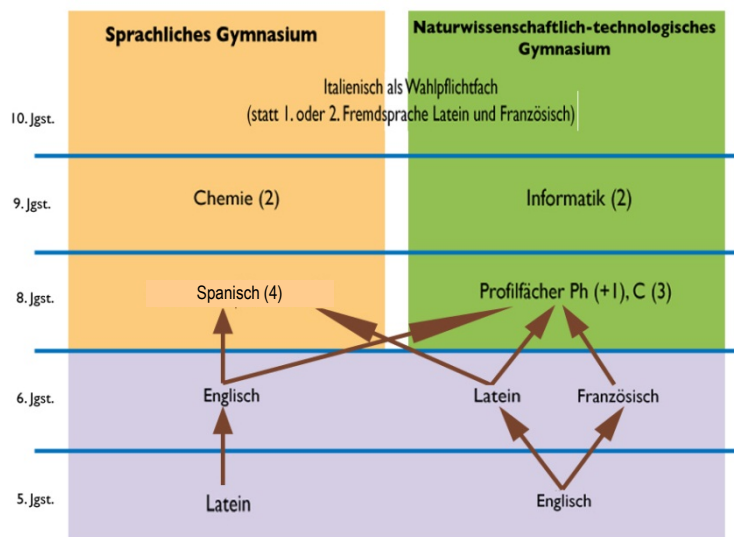 Sprachliches Gymnasium
Naturwissenschaftlich-technologisches
Gymnasium
Italienisch als Wahlpflichtfach
10. Jgst.
(statt 1. oder 2. Fremdsprache Latein und Französisch)
9. Jgst.
Chemie (2)
Informatik (2)
8. Jgst.
Spanisch (4)
Profilfächer Ph (+1), C (3)
6. Jgst.
Englisch
Latein
Französisch
5. Jgst.
Latein
Englisch